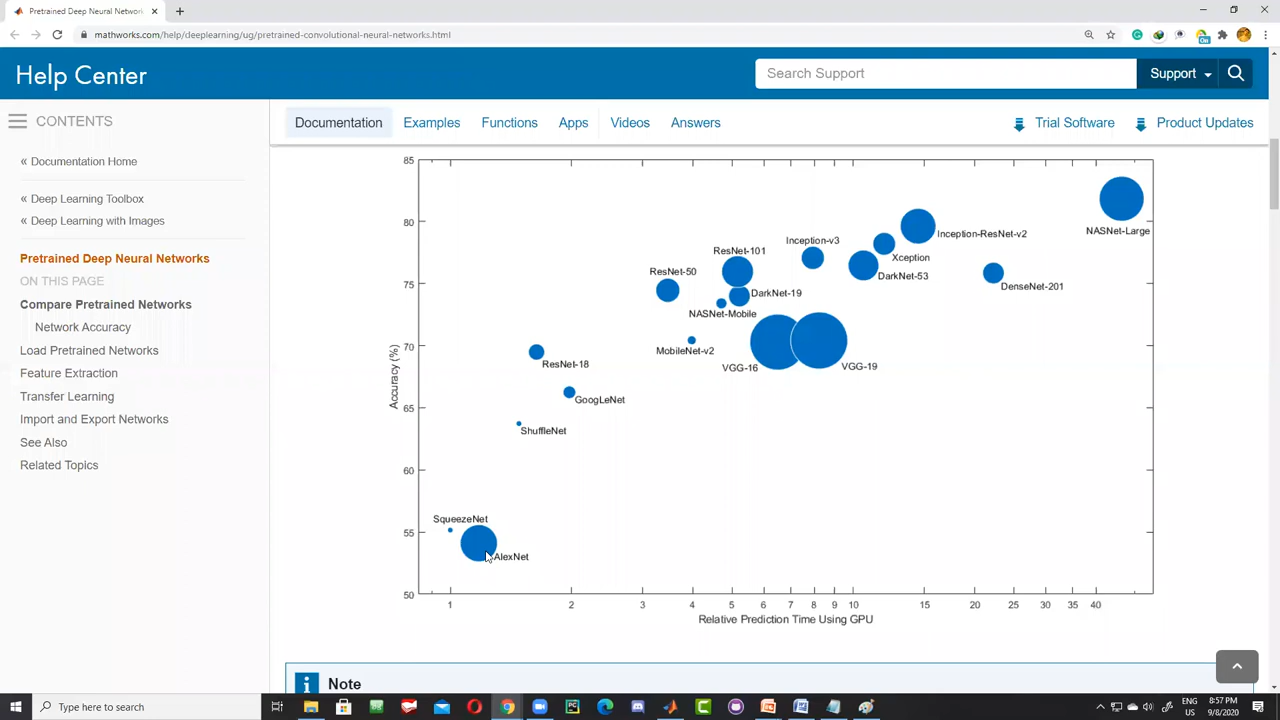 Pretrained Deep Neural Networks
mathworks.com/help/deeplearning/ug/pretrained-convolutional-neural-networks.html
Help Center
Search Support
Support
CONTENTS
Documentation
Examples
Functions
Apps
Videos
Answers
Trial Software
Product Updates
« Documentation Home
« Deep Learning Toolbox
« Deep Learning with Images
Pretrained Deep Neural Networks
ON THIS PAGE
Compare Pretrained Networks
Network Accuracy
Load Pretrained Networks
Feature Extraction
Transfer Learning
Import and Export Networks
See Also
Related Topics
85
80
75
70
65
60
55
50
Accuracy (%)
NASNet-Large
Inception-ResNet-v2
Inception-v3
Xception
ResNet-101
DarkNet-53
ResNet-50
DenseNet-201
DarkNet-19
NASNet-Mobile
MobileNet-v2
VGG-16
VGG-19
ResNet-18
GoogLeNet
ShuffleNet
SqueezeNet
AlexNet
1 2 3 4 5 6 7 8 9 10 15 20 25 30 35 40
Relative Prediction Time Using GPU
Note
Type here to search
ENG
US
8:57 PM
9/8/2020